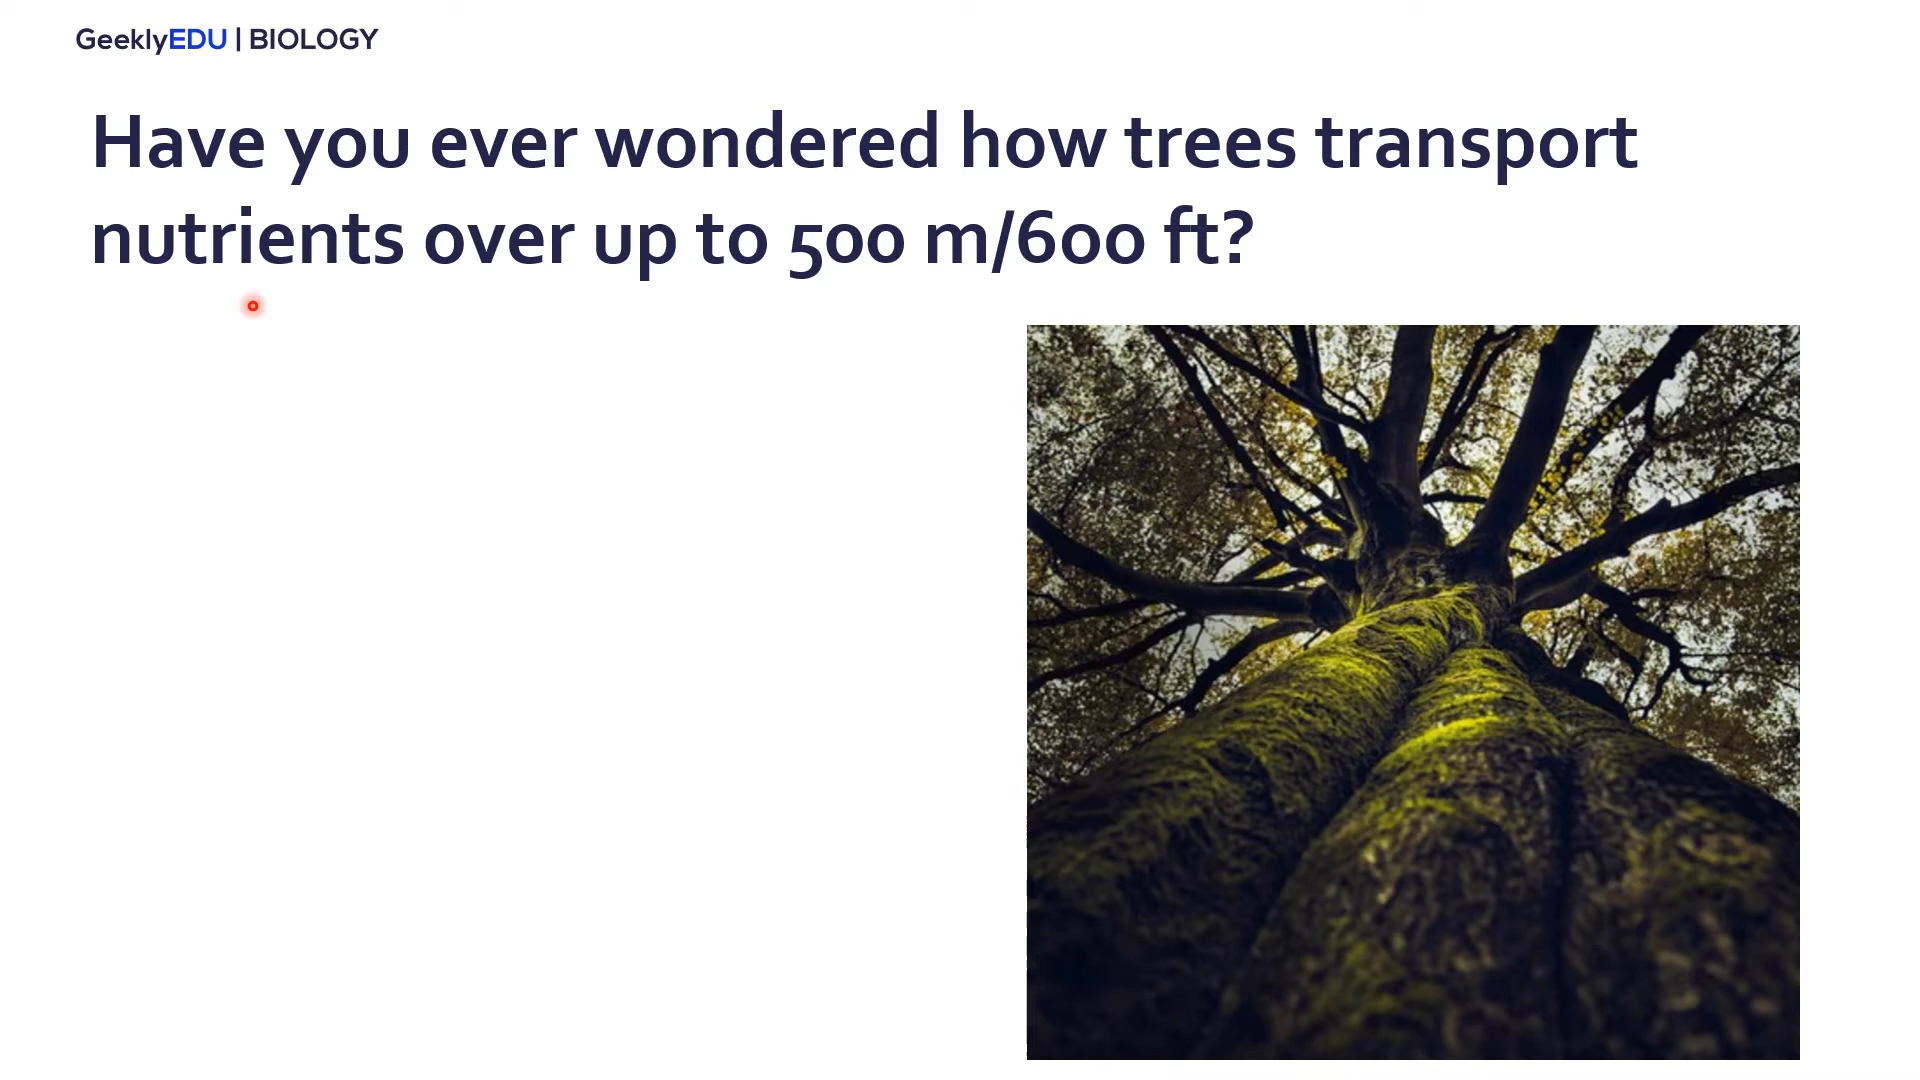 GeeklyEDU | BIOLOGY
Have you ever wondered how trees transport
nutrients over up to 500 m/600 ft?